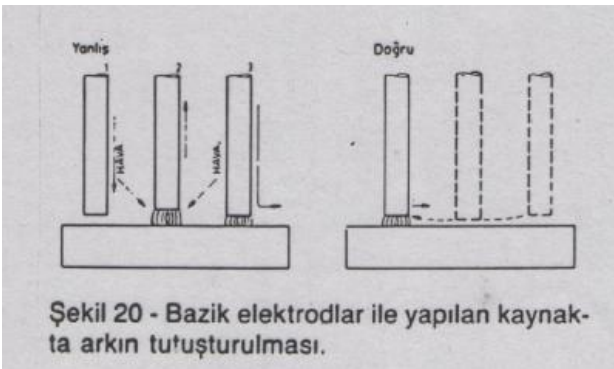 Yanlış Doğru
1 2 3
HAVA HAVA
Şekil 20 - Bazik elektrodlar ile yapılan kaynak-
ta arkın tutuşturulması.